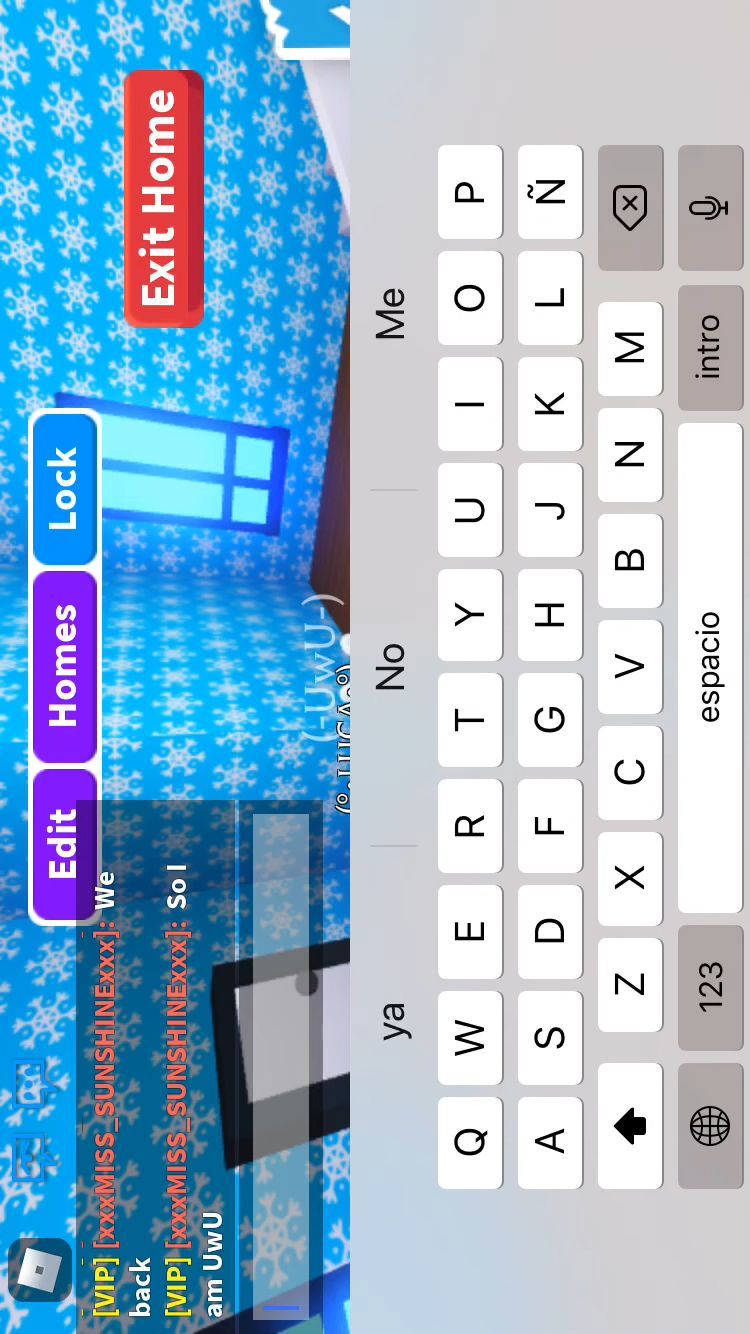 Exit Home
Edit
Homes
Lock
[VIP] [xxxMISS_SUNSHINExxx]: We
back
[VIP] [xxxMISS_SUNSHINExxx]: So I
am UwU
(-UwU-)
ya
No
Me
Q W E R T Y U I O P
A S D F G H J K L Ñ
Z X C V B N M
123
espacio
intro